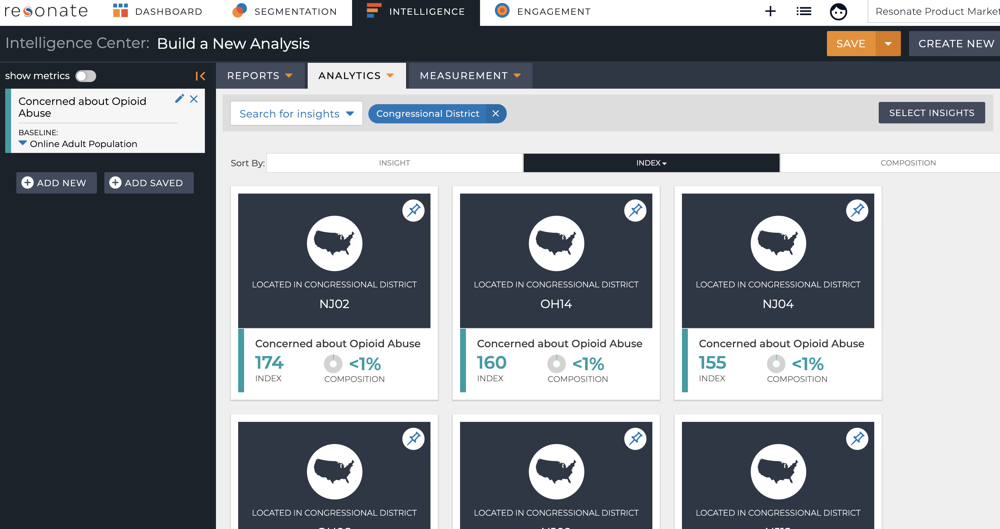 resonate
DASHBOARD
SEGMENTATION
INTELLIGENCE
ENGAGEMENT
Resonate Product Market
Intelligence Center: Build a New Analysis
SAVE
CREATE NEW
show metrics
REPORTS
ANALYTICS
MEASUREMENT
Concerned about Opioid
Abuse
BASELINE:
Online Adult Population
ADD NEW
ADD SAVED
Search for insights
Congressional District
SELECT INSIGHTS
Sort By:
INSIGHT
INDEX
COMPOSITION
LOCATED IN CONGRESSIONAL DISTRICT
NJ02
Concerned about Opioid Abuse
174
INDEX
<1%
COMPOSITION
LOCATED IN CONGRESSIONAL DISTRICT
OH14
Concerned about Opioid Abuse
160
INDEX
<1%
COMPOSITION
LOCATED IN CONGRESSIONAL DISTRICT
NJ04
Concerned about Opioid Abuse
155
INDEX
<1%
COMPOSITION
LOCATED IN CONGRESSIONAL DISTRICT
LOCATED IN CONGRESSIONAL DISTRICT
LOCATED IN CONGRESSIONAL DISTRICT